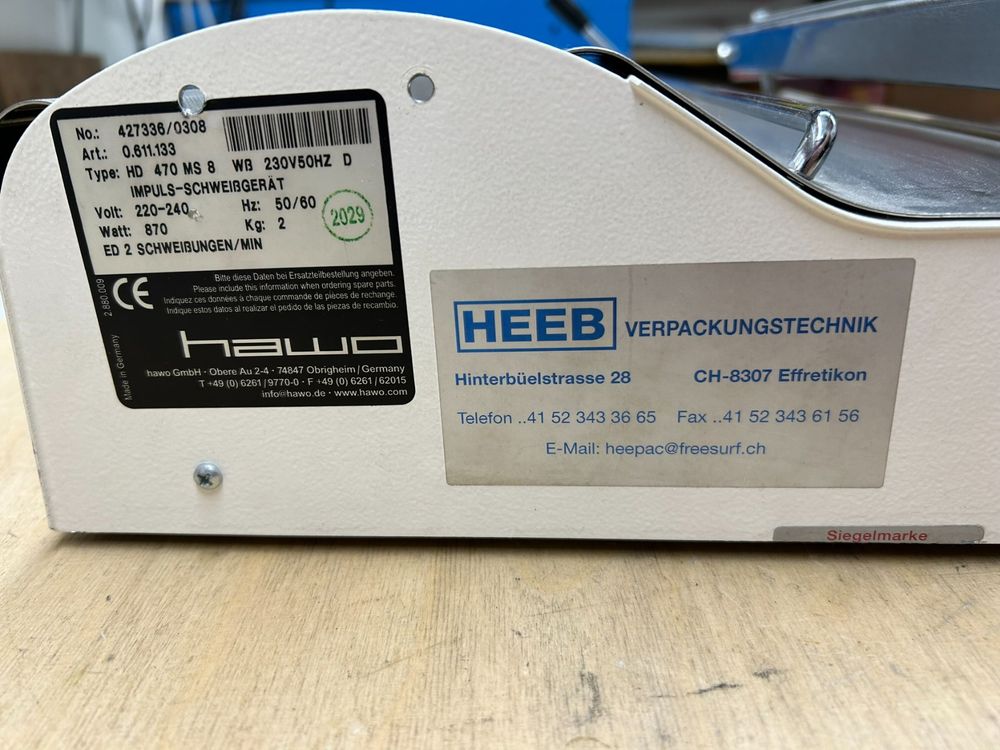 No.: 427336/0308
Art.: 0.611.133
Type: HD 470 MS 8 WB 230V50HZ D
IMPULS-SCHWEIßGERÄT
Volt: 220-240 Hz: 50/60
Watt: 870 Kg: 2
ED 2 SCHWEIßUNGEN/MIN
2029
Bitte diese Daten bei Ersatzteilbestellung angeben.
Please include this information when ordering spare parts.
Indiquez ces données à chaque commande de pièces de rechange.
Indique estos datos al realizar el pedido de las piezas de recambio.
CE
2.880.009
Made in Germany
hawo
hawo GmbH · Obere Au 2-4 · 74847 Obrigheim / Germany
T +49 (0) 6261 / 9770-0 · F +49 (0) 6261 / 62015
info@hawo.de · www.hawo.com
HEEB VERPACKUNGSTECHNIK
Hinterbüelstrasse 28 CH-8307 Effretikon
Telefon ..41 52 343 36 65 Fax ..41 52 343 61 56
E-Mail: heepac@freesurf.ch
Siegelmarke